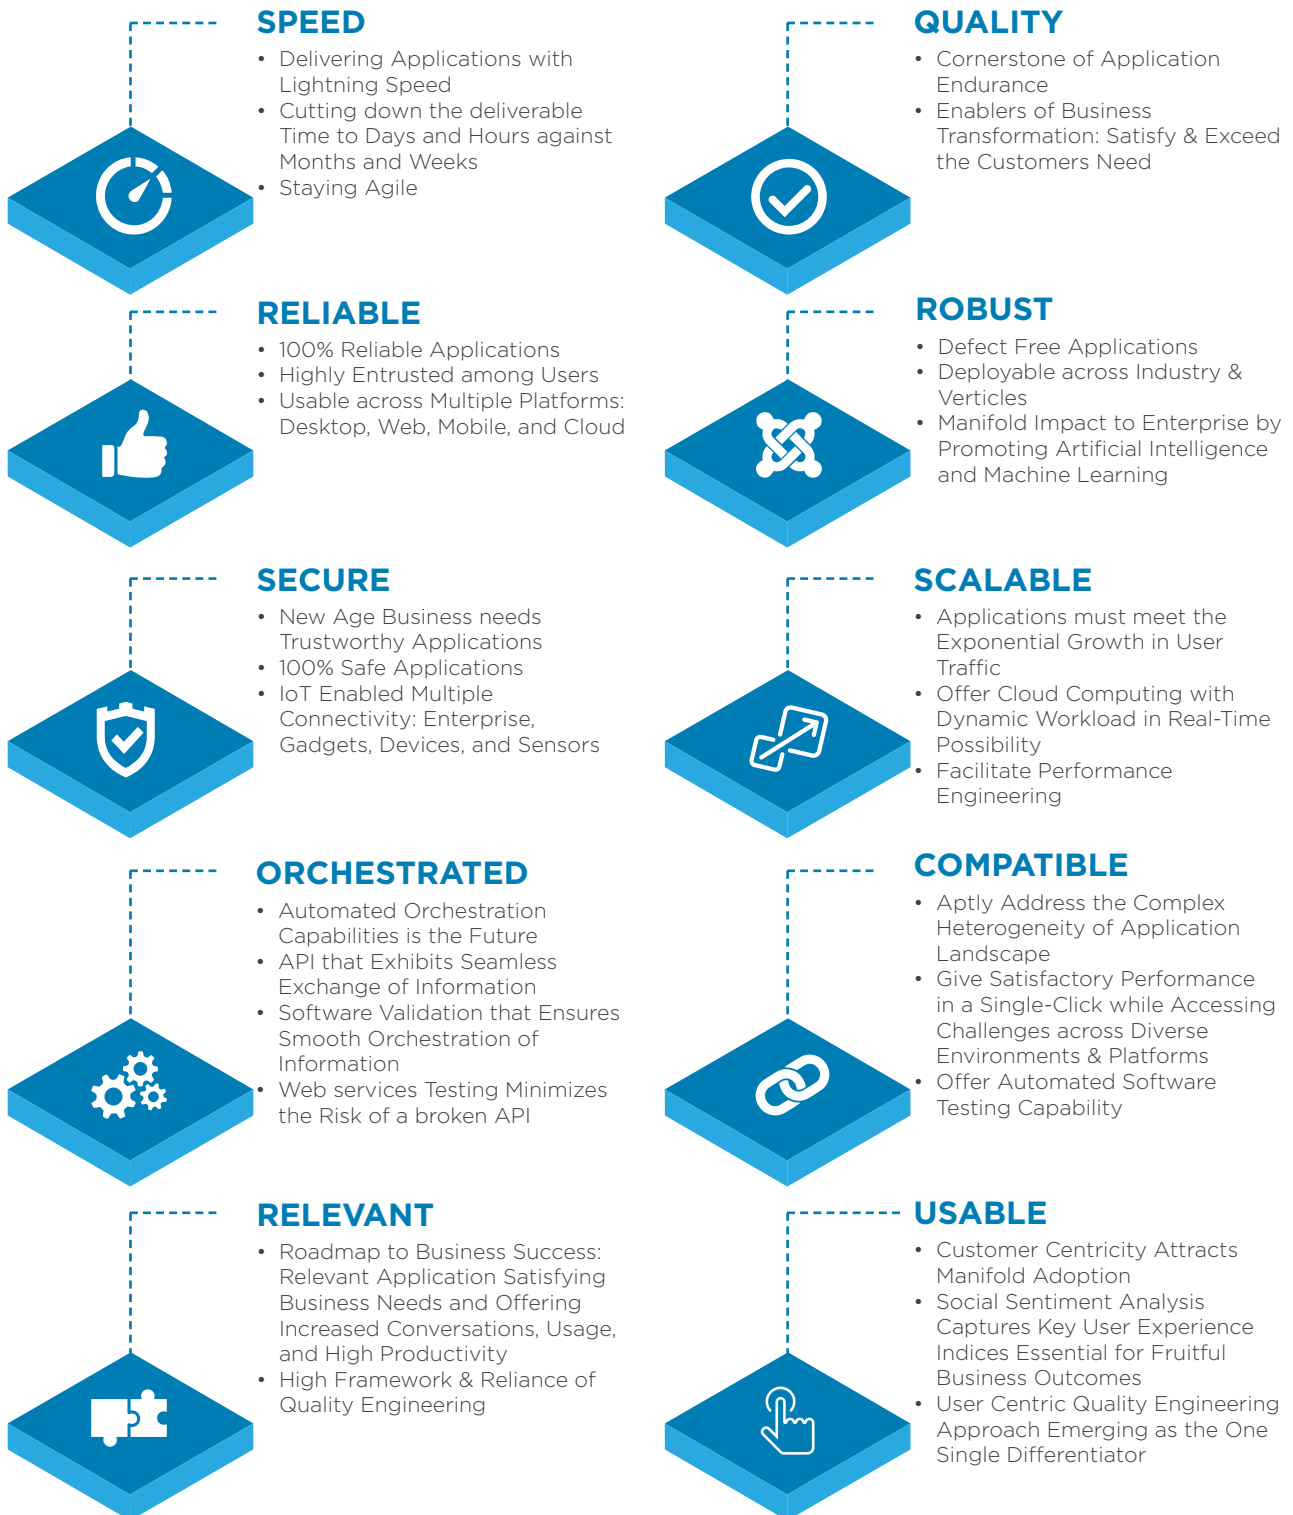 SPEED
• Delivering Applications with
Lightning Speed
• Cutting down the deliverable
Time to Days and Hours against
Months and Weeks
• Staying Agile
QUALITY
• Cornerstone of Application
Endurance
• Enablers of Business
Transformation: Satisfy & Exceed
the Customers Need
RELIABLE
• 100% Reliable Applications
• Highly Entrusted among Users
• Usable across Multiple Platforms:
Desktop, Web, Mobile, and Cloud
ROBUST
• Defect Free Applications
• Deployable across Industry &
Verticles
• Manifold Impact to Enterprise by
Promoting Artificial Intelligence
and Machine Learning
SECURE
• New Age Business needs
Trustworthy Applications
• 100% Safe Applications
• IoT Enabled Multiple
Connectivity: Enterprise,
Gadgets, Devices, and Sensors
SCALABLE
• Applications must meet the
Exponential Growth in User
Traffic
• Offer Cloud Computing with
Dynamic Workload in Real-Time
Possibility
• Facilitate Performance
Engineering
ORCHESTRATED
• Automated Orchestration
Capabilities is the Future
• API that Exhibits Seamless
Exchange of Information
• Software Validation that Ensures
Smooth Orchestration of
Information
• Web services Testing Minimizes
the Risk of a broken API
COMPATIBLE
• Aptly Address the Complex
Heterogeneity of Application
Landscape
• Give Satisfactory Performance
in a Single-Click while Accessing
Challenges across Diverse
Environments & Platforms
• Offer Automated Software
Testing Capability
RELEVANT
• Roadmap to Business Success:
Relevant Application Satisfying
Business Needs and Offering
Increased Conversations, Usage,
and High Productivity
• High Framework & Reliance of
Quality Engineering
USABLE
• Customer Centricity Attracts
Manifold Adoption
• Social Sentiment Analysis
Captures Key User Experience
Indices Essential for Fruitful
Business Outcomes
• User Centric Quality Engineering
Approach Emerging as the One
Single Differentiator